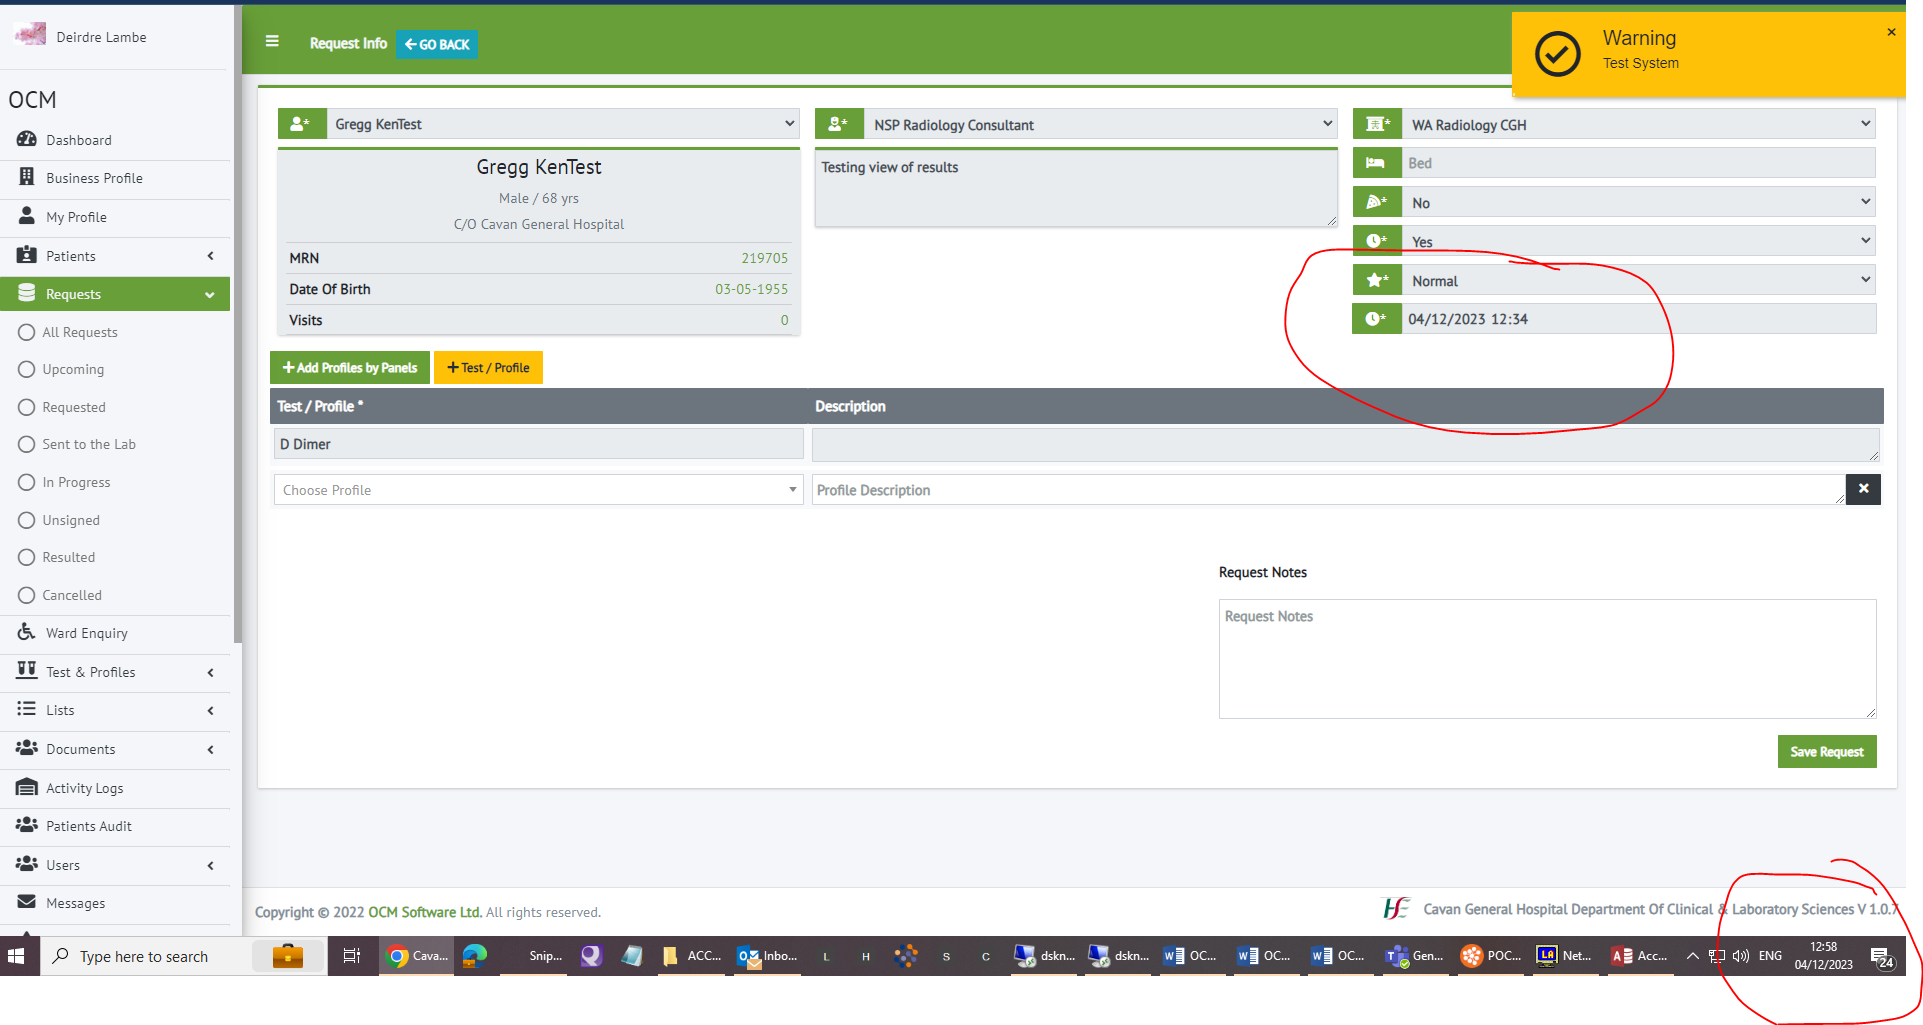 Deirdre Lambe
OCM
Dashboard
Business Profile
My Profile
Patients
Requests
All Requests
Upcoming
Requested
Sent to the Lab
In Progress
Unsigned
Resulted
Cancelled
Ward Enquiry
Test & Profiles
Lists
Documents
Activity Logs
Patients Audit
Users
Messages
Request Info GO BACK
Warning
Test System
Gregg KenTest
NSP Radiology Consultant
WA Radiology CGH
Gregg KenTest
Male / 68 yrs
C/O Cavan General Hospital
MRN 219705
Date Of Birth 03-05-1955
Visits 0
Testing view of results
Bed
No
Yes
Normal
04/12/2023 12:34
+ Add Profiles by Panels + Test / Profile
Test / Profile * Description
D Dimer
Choose Profile Profile Description
Request Notes
Request Notes
Save Request
Copyright © 2022 OCM Software Ltd. All rights reserved.
Cavan General Hospital Department Of Clinical & Laboratory Sciences V 1.0.7
Type here to search Cava... Snip... ACC... Inbo... L H S C dskn... dskn... OC... OC... OC... Gen... POC... Net... Acc... ENG
12:58
04/12/2023
24